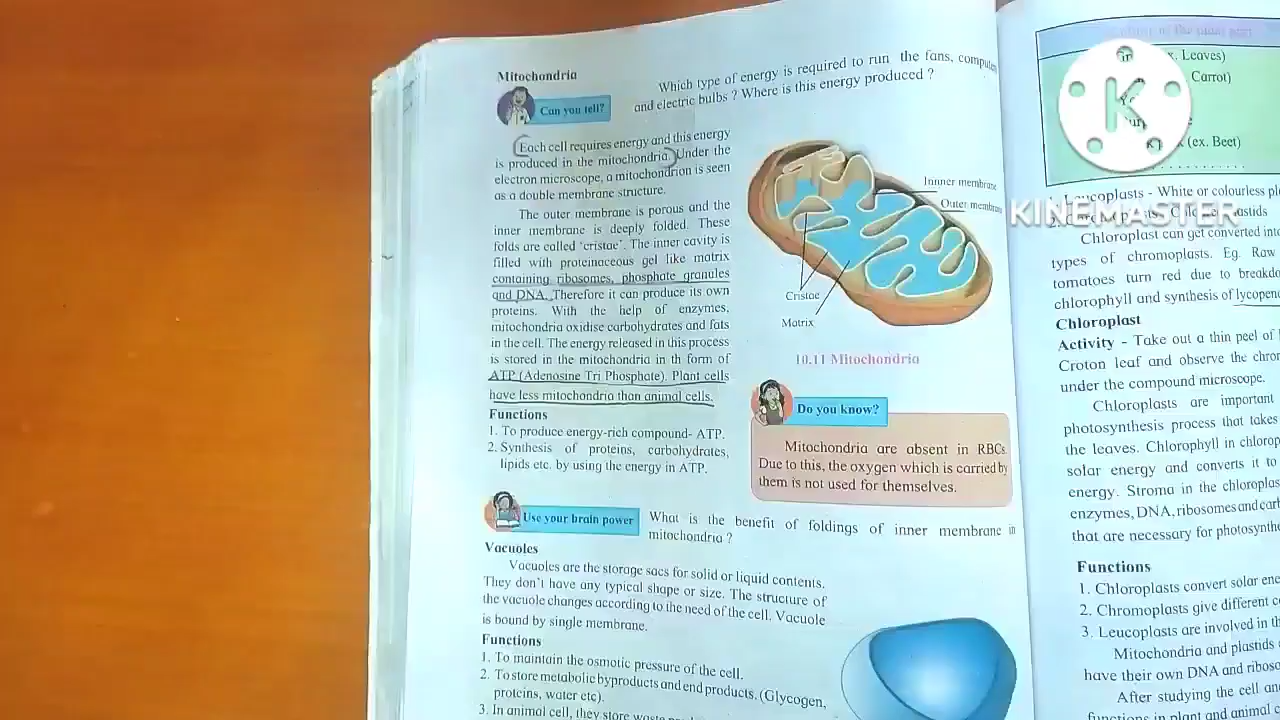 Mitochondria
Can you tell?
Which type of energy is required to run the fans, computers
and electric bulbs ? Where is this energy produced ?
Each cell requires energy and this energy
is produced in the mitochondria. Under the
electron microscope, a mitochondrion is seen
as a double membrane structure.
The outer membrane is porous and the
inner membrane is deeply folded. These
folds are called 'cristae'. The inner cavity is
filled with proteinaceous gel like matrix
containing ribosomes, phosphate granules
and DNA. Therefore it can produce its own
proteins. With the help of enzymes,
mitochondria oxidise carbohydrates and fats
in the cell. The energy released in this process
is stored in the mitochondria in th form of
ATP (Adenosine Tri Phosphate). Plant cells
have less mitochondria than animal cells.
Functions
1. To produce energy-rich compound- ATP.
2. Synthesis of proteins, carbohydrates,
lipids etc. by using the energy in ATP.
Innner membrane
Outer membrane
Cristae
Matrix
10.11 Mitochondria
Do you know?
Mitochondria are absent in RBCs.
Due to this, the oxygen which is carried by
them is not used for themselves.
Use your brain power
What is the benefit of foldings of inner membrane in
mitochondria ?
Vacuoles
Vacuoles are the storage sacs for solid or liquid contents.
They don't have any typical shape or size. The structure of
the vacuole changes according to the need of the cell. Vacuole
is bound by single membrane.
Functions
1. To maintain the osmotic pressure of the cell.
2. To store metabolic byproducts and end products. (Glycogen,
proteins, water etc).
3. In animal cell, they store waste
Leaves)
Carrot)
(ex. Beet)
K
KINEMASTER
Leucoplasts - White or colourless
Chloroplast can get converted into
types of chromoplasts. Eg. Raw
tomatoes turn red due to
chlorophyll and synthesis of
Chloroplast
Activity - Take out a thin peel of
Croton leaf and observe the
under the compound microscope.
Chloroplasts are important
photosynthesis process that takes
the leaves. Chlorophyll in
solar energy and converts it to
energy. Stroma in the
enzymes, DNA, ribosomes and
that are necessary for
Functions
1. Chloroplasts convert solar
2. Chromoplasts give different
3. Leucoplasts are involved in
Mitochondria and plastids
have their own DNA and
After studying the cell
functions in plant and animal